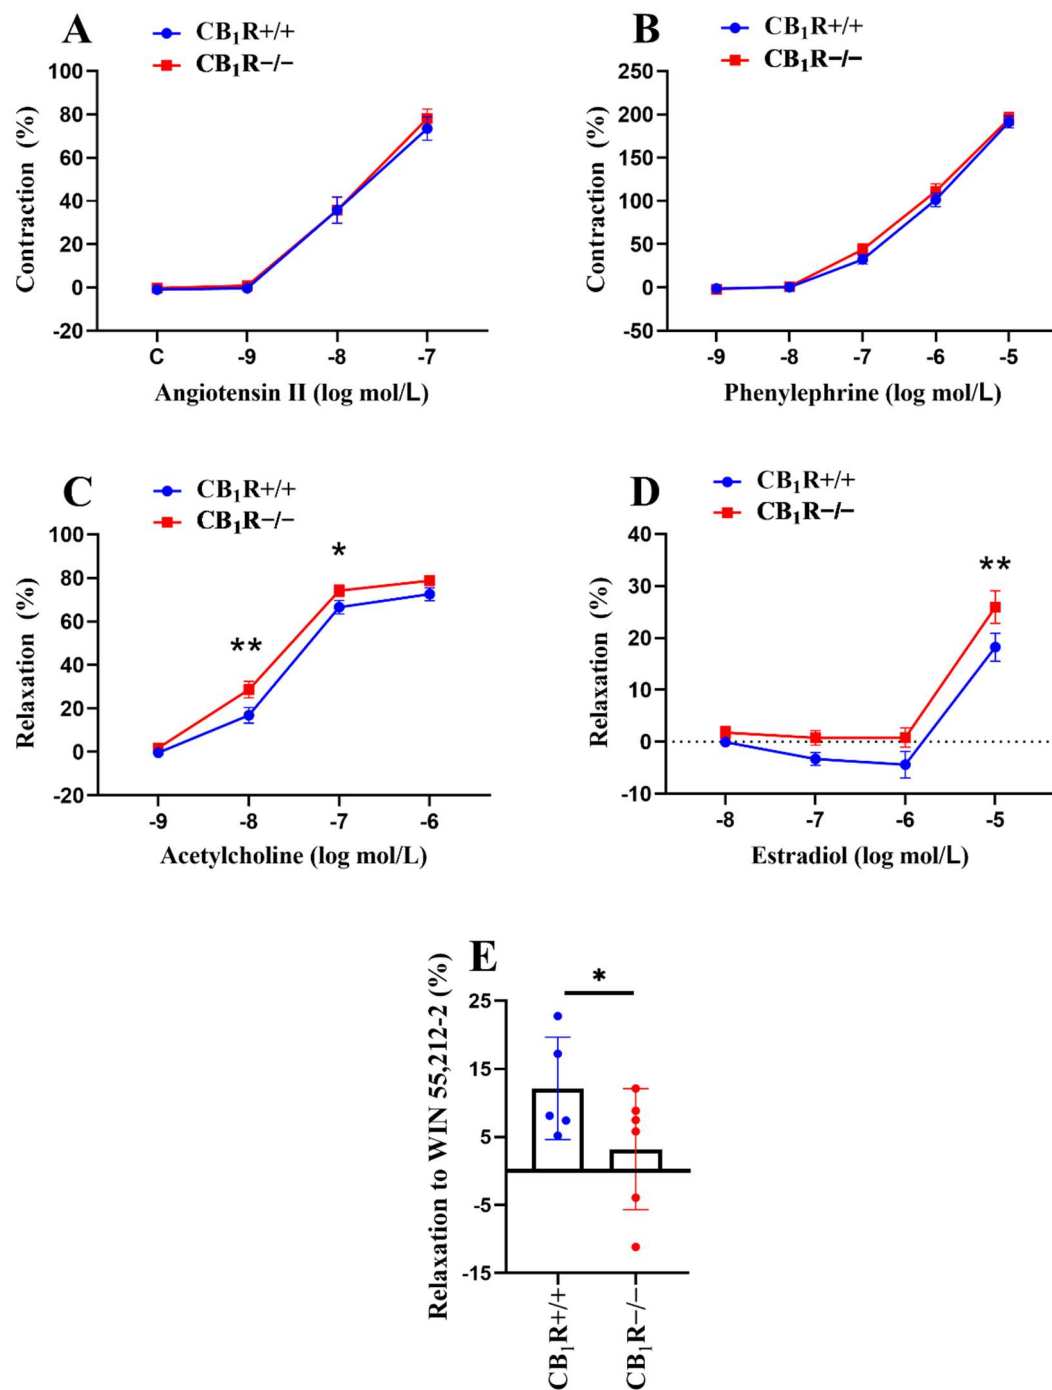 A
CB₁R+/+
CB₁R−/−
100
80
60
40
20
0
-20
Contraction (%)
C -9 -8 -7
Angiotensin II (log mol/L)
B
CB₁R+/+
CB₁R−/−
250
200
150
100
50
0
-50
Contraction (%)
-9 -8 -7 -6 -5
Phenylephrine (log mol/L)
C
CB₁R+/+
CB₁R−/−
100
80
60
40
20
0
-20
Relaxation (%)
**
*
-9 -8 -7 -6
Acetylcholine (log mol/L)
D
CB₁R+/+
CB₁R−/−
40
30
20
10
0
-10
Relaxation (%)
**
-8 -7 -6 -5
Estradiol (log mol/L)
E
*
25
15
5
-5
-15
Relaxation to WIN 55,212-2 (%)
CB₁R+/+
CB₁R−/−